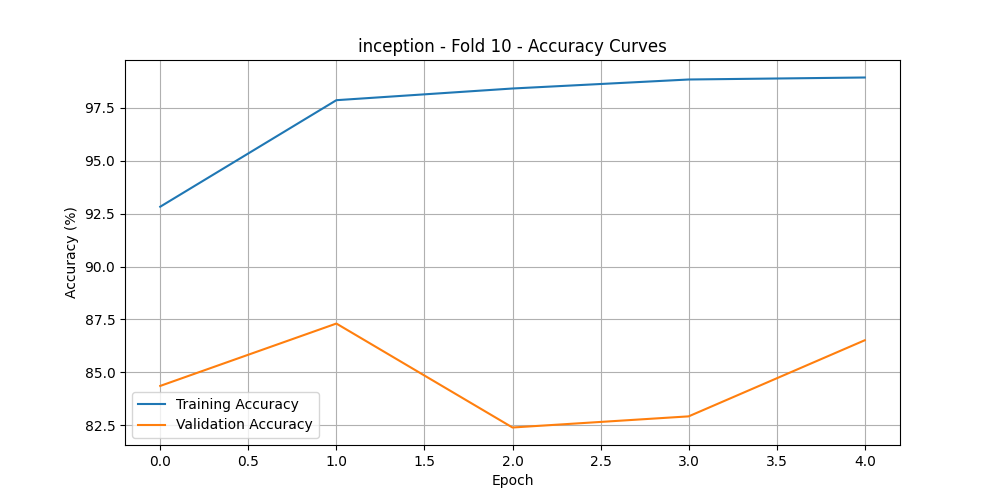 inception - Fold 10 - Accuracy Curves
Accuracy (%)
97.5
95.0
92.5
90.0
87.5
85.0
82.5
Training Accuracy
Validation Accuracy
0.0 0.5 1.0 1.5 2.0 2.5 3.0 3.5 4.0
Epoch